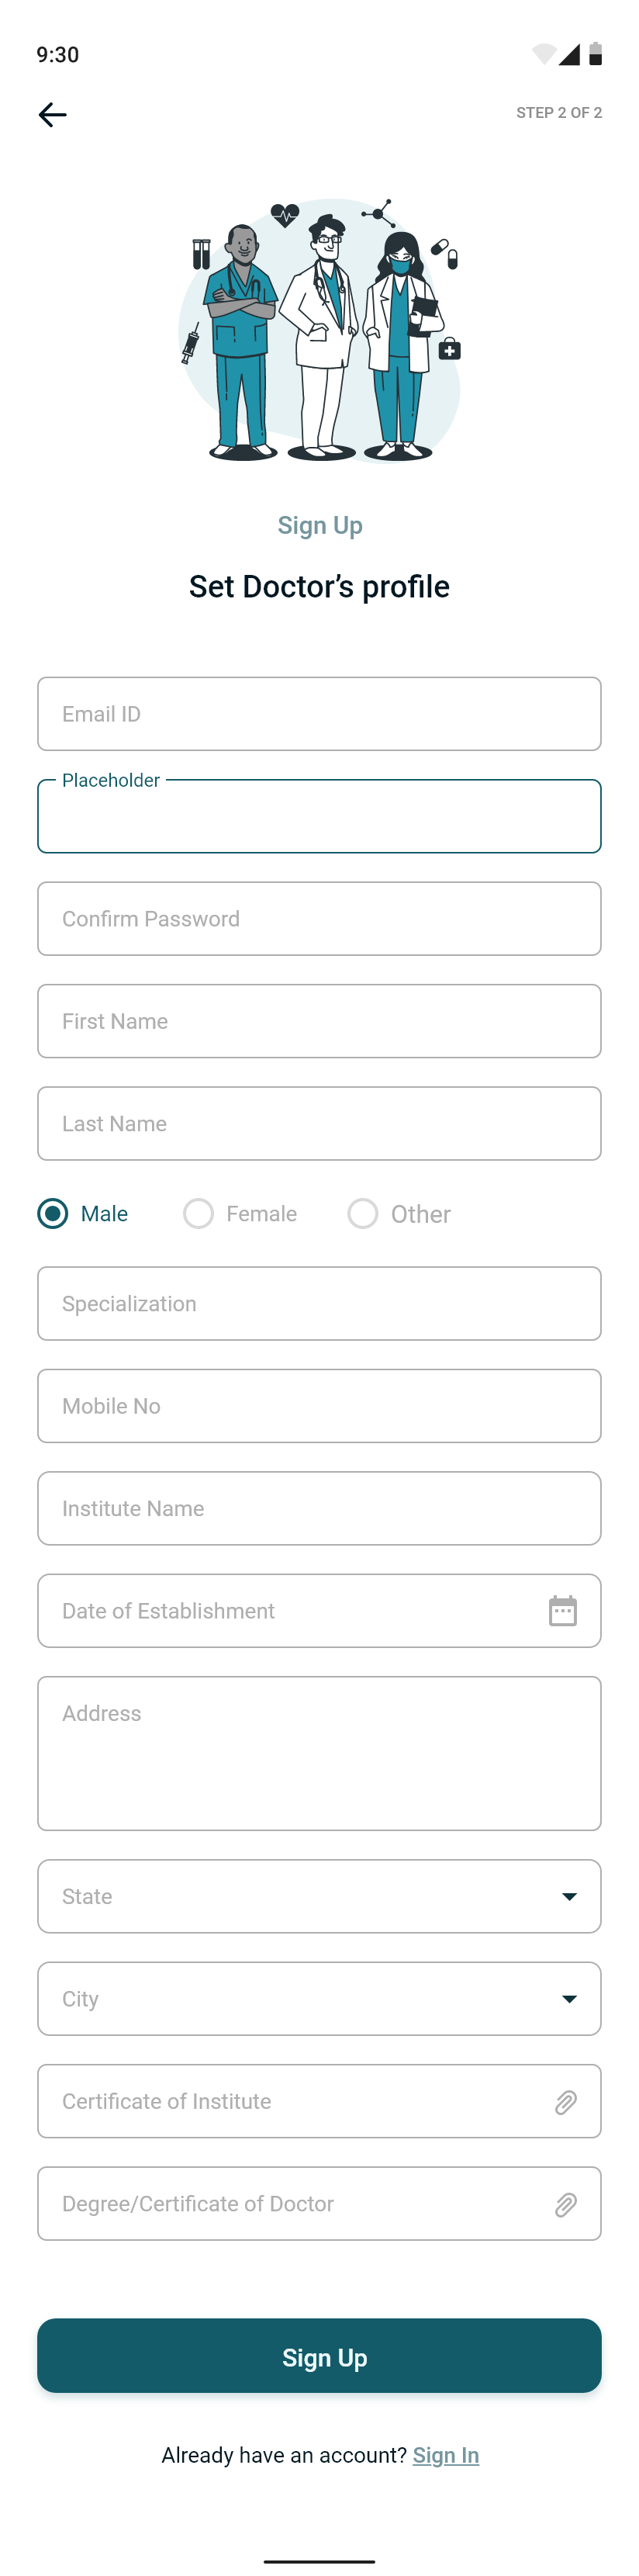 9:30
STEP 2 OF 2
Sign Up
Set Doctor’s profile
Email ID
Placeholder
Confirm Password
First Name
Last Name
Male Female Other
Specialization
Mobile No
Institute Name
Date of Establishment
Address
State
City
Certificate of Institute
Degree/Certificate of Doctor
Sign Up
Already have an account? Sign In